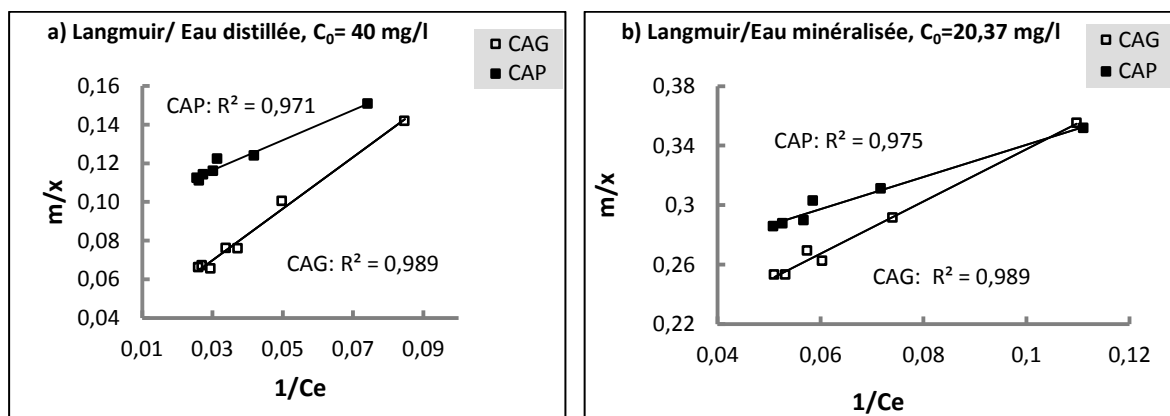 a) Langmuir/ Eau distillée, C₀= 40 mg/l
CAG
CAP
0,16
0,14
0,12
0,10
0,08
0,06
0,04
m/x
CAP: R² = 0,971
CAG: R² = 0,989
0,01
0,03
0,05
0,07
0,09
1/Ce
b) Langmuir/Eau minéralisée, C₀=20,37 mg/l
CAG
CAP
0,38
0,34
0,3
0,26
0,22
m/x
CAP: R² = 0,975
CAG: R² = 0,989
0,04
0,06
0,08
0,1
0,12
1/Ce